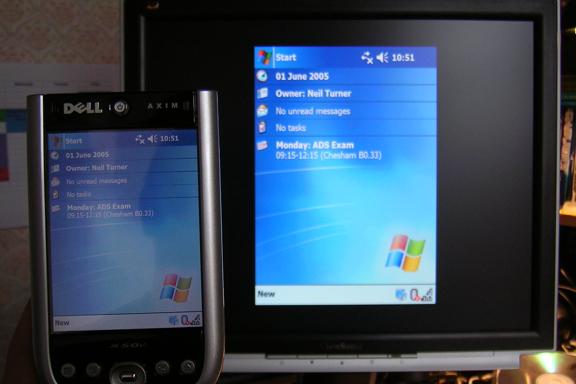 DELL AXIM
Start 10:51
01 June 2005
Owner: Neil Turner
No unread messages
No tasks
Monday: ADS Exam
09:15-12:15 (Chesham B0.33)
New
X50v
Start 10:51
01 June 2005
Owner: Neil Turner
No unread messages
No tasks
Monday: ADS Exam
09:15-12:15 (Chesham B0.33)
New